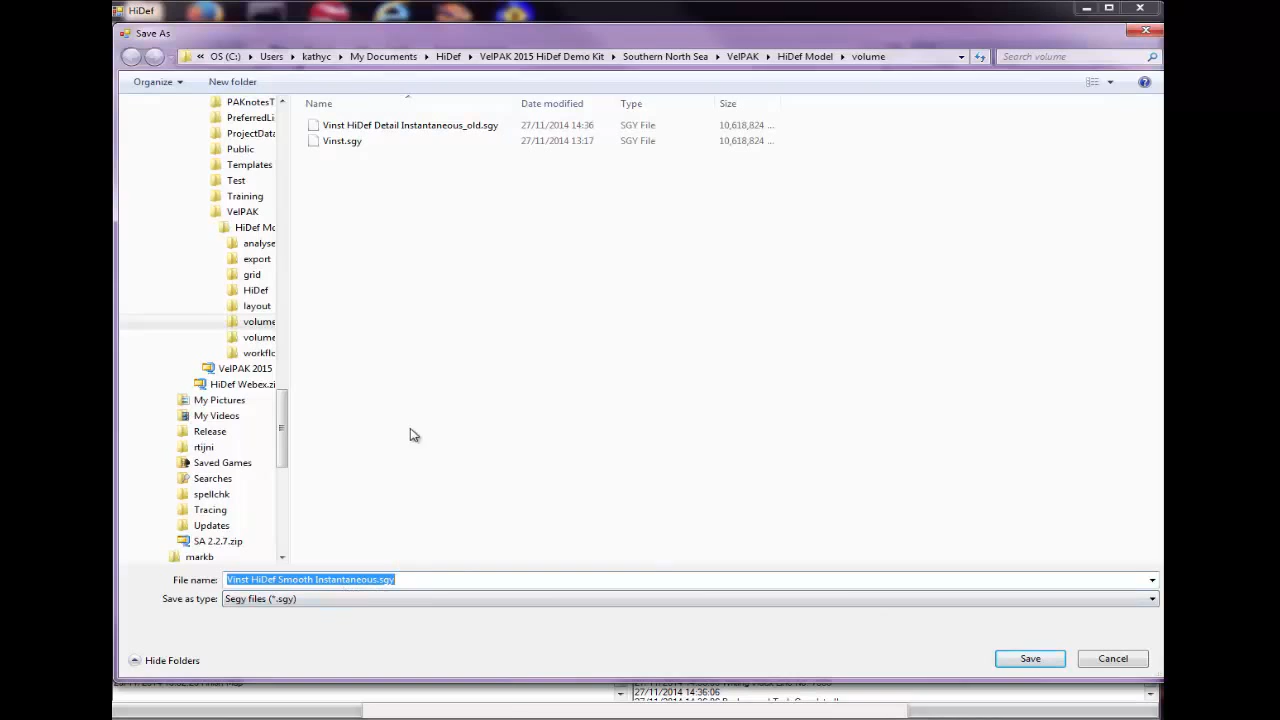 HiDef
Save As
« OS (C:) Users kathyc My Documents HiDef VelPAK 2015 HiDef Demo Kit Southern North Sea VelPAK HiDef Model volume
Search volume
Organize New folder
Name Date modified Type Size
Vinst HiDef Detail Instantaneous_old.sgy 27/11/2014 14:36 SGY File 10,618,824 ...
Vinst.sgy 27/11/2014 13:17 SGY File 10,618,824 ...
PAKnotesT
PreferredLi
ProjectData
Public
Templates
Test
Training
VelPAK
HiDef Mo
analyse
export
grid
HiDef
layout
volume
volume
workflo
VelPAK 2015
HiDef Webex.zi
My Pictures
My Videos
Release
rtijni
Saved Games
Searches
spellchk
Tracing
Updates
SA 2.2.7.zip
markb
File name: Vinst HiDef Smooth Instantaneous.sgy
Save as type: Segy files (*.sgy)
Hide Folders
Save Cancel
27/11/2014 14:36:06